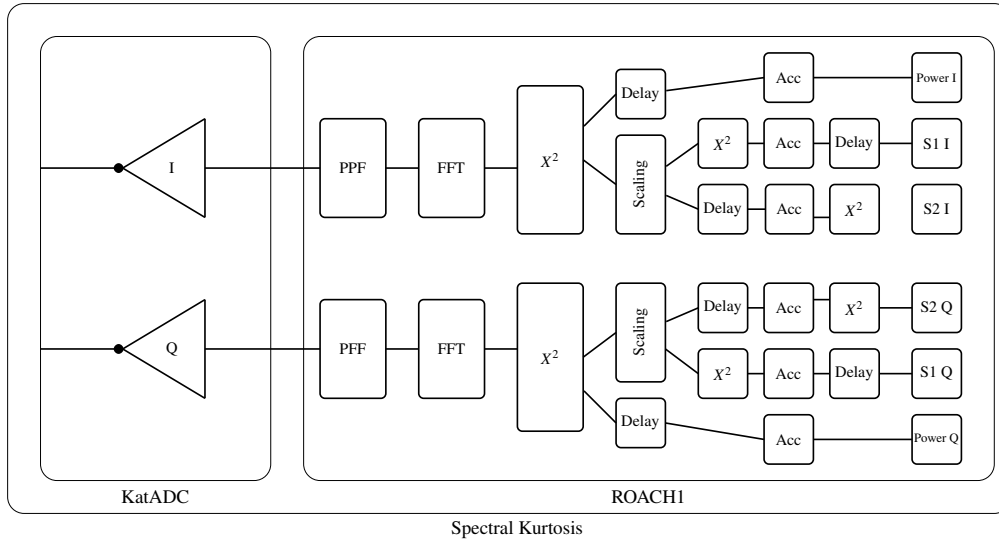 Power I
Acc
Delay
X² Acc Delay S1 I
I PPF FFT X² Scaling
Delay Acc X² S2 I
Delay Acc X² S2 Q
Q PFF FFT X² Scaling
X² Acc Delay S1 Q
Delay
Acc Power Q
KatADC ROACH1
Spectral Kurtosis